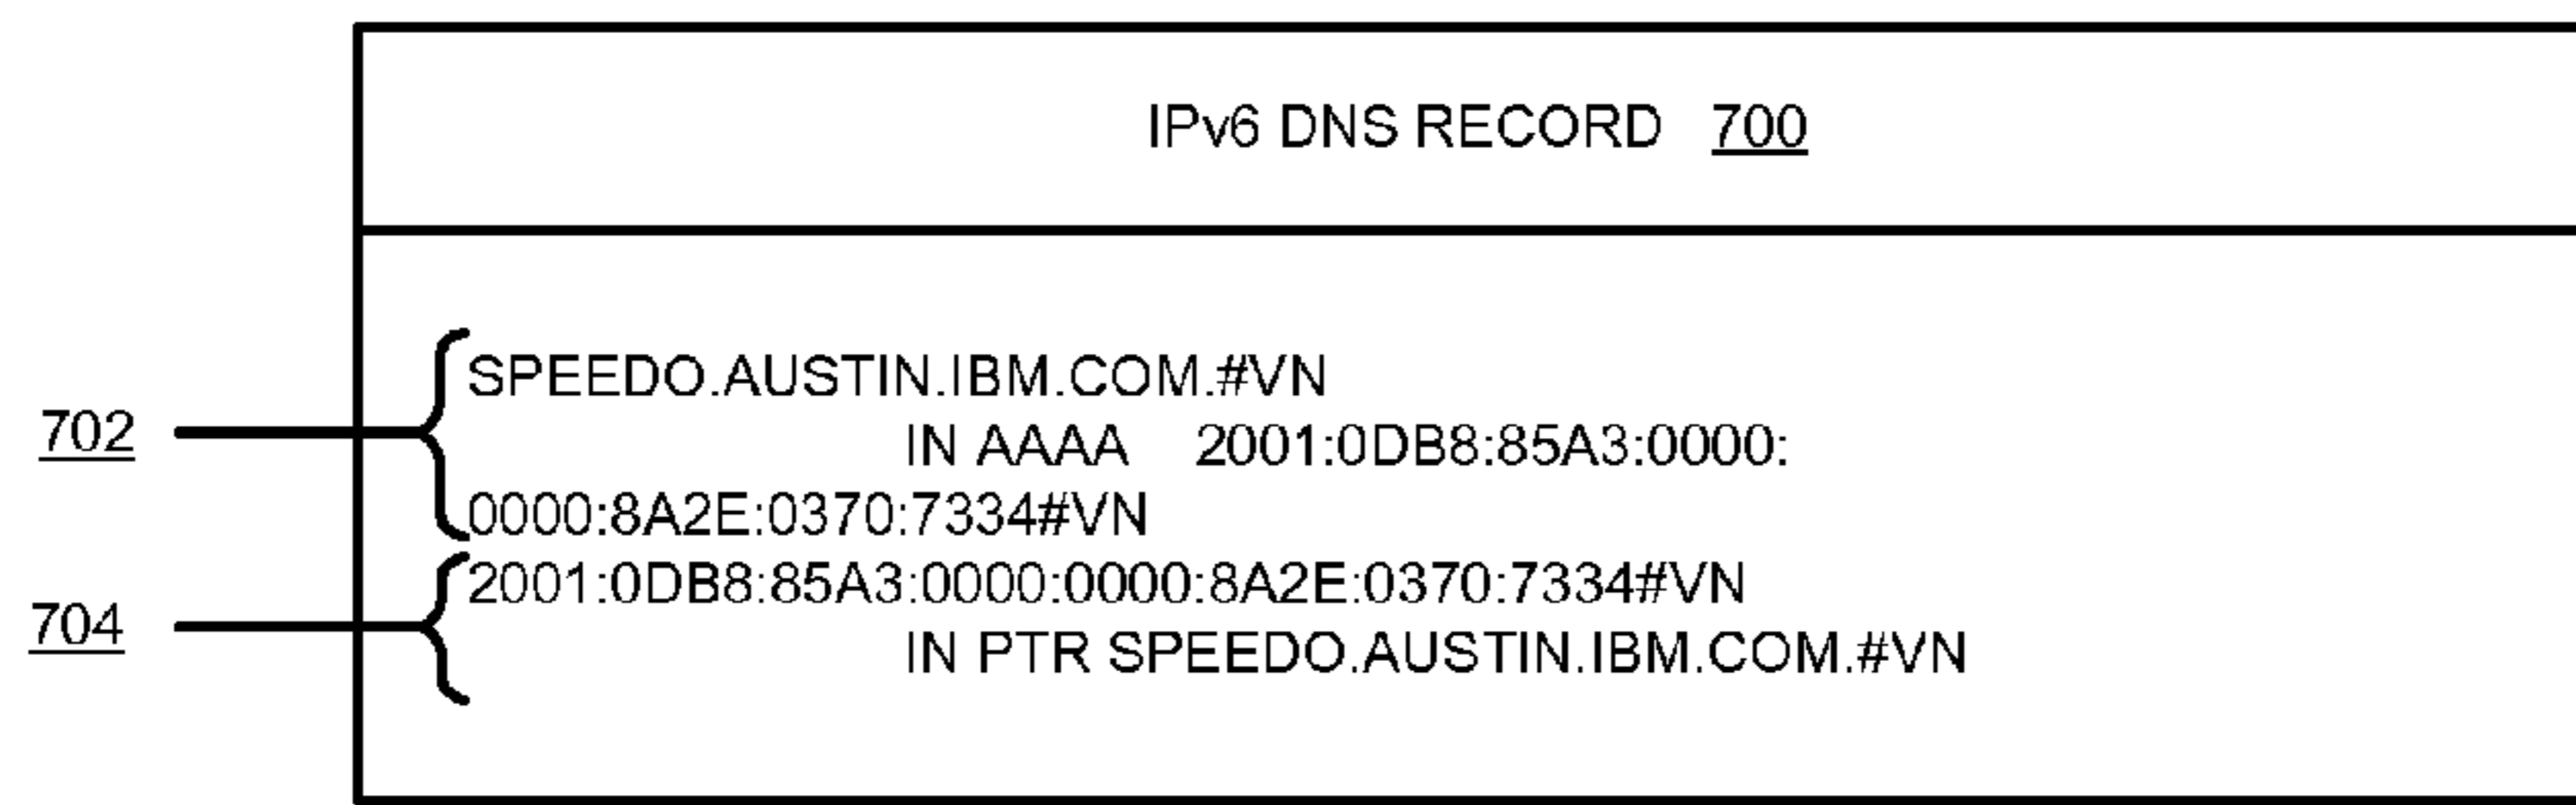 IPv6 DNS RECORD 700
SPEEDO.AUSTIN.IBM.COM.#VN
702
IN AAAA 2001:0DB8:85A3:0000:
0000:8A2E:0370:7334#VN
2001:0DB8:85A3:0000:0000:8A2E:0370:7334#VN
704
IN PTR SPEEDO.AUSTIN.IBM.COM.#VN